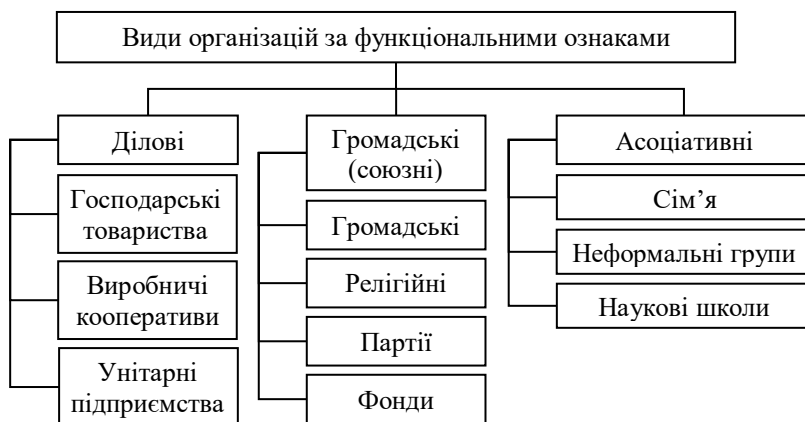 Види організацій за функціональними ознаками
Ділові
Господарські
товариства
Виробничі
кооперативи
Унітарні
підприємства
Громадські
(союзні)
Громадські
Релігійні
Партії
Фонди
Асоціативні
Сім’я
Неформальні групи
Наукові школи